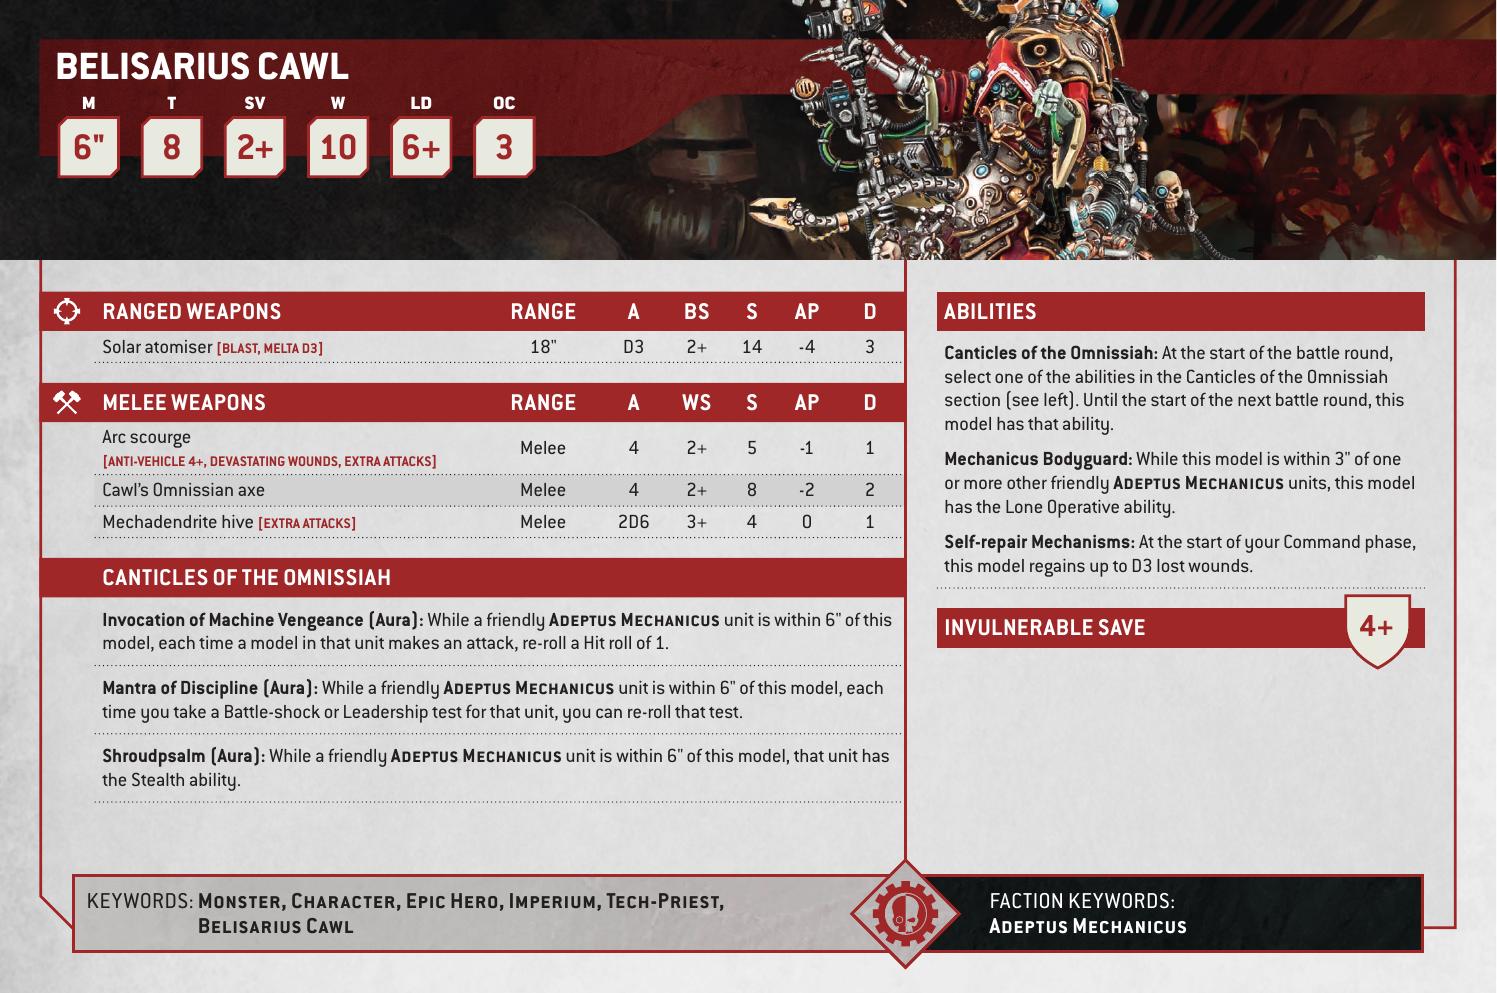 BELISARIUS CAWL
M T SV W LD OC
6" 8 2+ 10 6+ 3
RANGED WEAPONS RANGE A BS S AP D
Solar atomiser [BLAST, MELTA D3] 18" D3 2+ 14 -4 3
MELEE WEAPONS RANGE A WS S AP D
Arc scourge
[ANTI-VEHICLE 4+, DEVASTATING WOUNDS, EXTRA ATTACKS] Melee 4 2+ 5 -1 1
Cawl's Omnissian axe Melee 4 2+ 8 -2 2
Mechadendrite hive [EXTRA ATTACKS] Melee 2D6 3+ 4 0 1
CANTICLES OF THE OMNISSIAH
Invocation of Machine Vengeance (Aura): While a friendly ADEPTUS MECHANICUS unit is within 6" of this
model, each time a model in that unit makes an attack, re-roll a Hit roll of 1.
Mantra of Discipline (Aura): While a friendly ADEPTUS MECHANICUS unit is within 6" of this model, each
time you take a Battle-shock or Leadership test for that unit, you can re-roll that test.
Shroudpsalm (Aura): While a friendly ADEPTUS MECHANICUS unit is within 6" of this model, that unit has
the Stealth ability.
ABILITIES
Canticles of the Omnissiah: At the start of the battle round,
select one of the abilities in the Canticles of the Omnissiah
section (see left). Until the start of the next battle round, this
model has that ability.
Mechanicus Bodyguard: While this model is within 3" of one
or more other friendly ADEPTUS MECHANICUS units, this model
has the Lone Operative ability.
Self-repair Mechanisms: At the start of your Command phase,
this model regains up to D3 lost wounds.
INVULNERABLE SAVE 4+
KEYWORDS: MONSTER, CHARACTER, EPIC HERO, IMPERIUM, TECH-PRIEST,
BELISARIUS CAWL
FACTION KEYWORDS:
ADEPTUS MECHANICUS